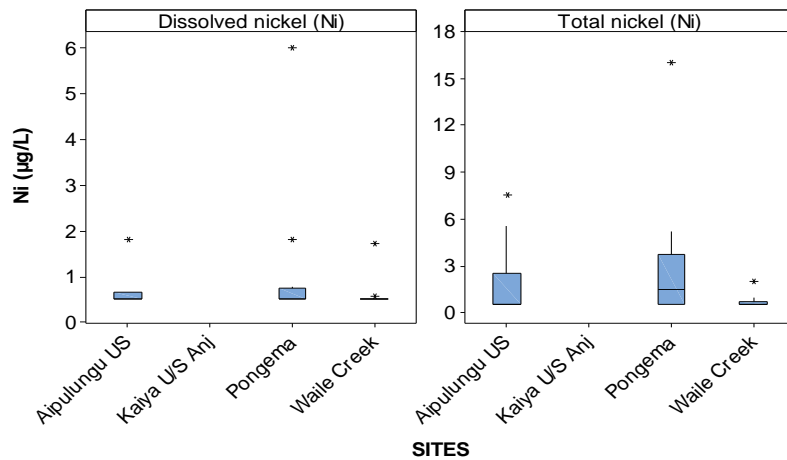 Dissolved nickel (Ni)
Total nickel (Ni)
Ni (µg/L)
6
5
4
3
2
1
0
18
15
12
9
6
3
0
Aipulungu US
Kaiya U/S Anj
Pongema
Waile Creek
Aipulungu US
Kaiya U/S Anj
Pongema
Waile Creek
SITES